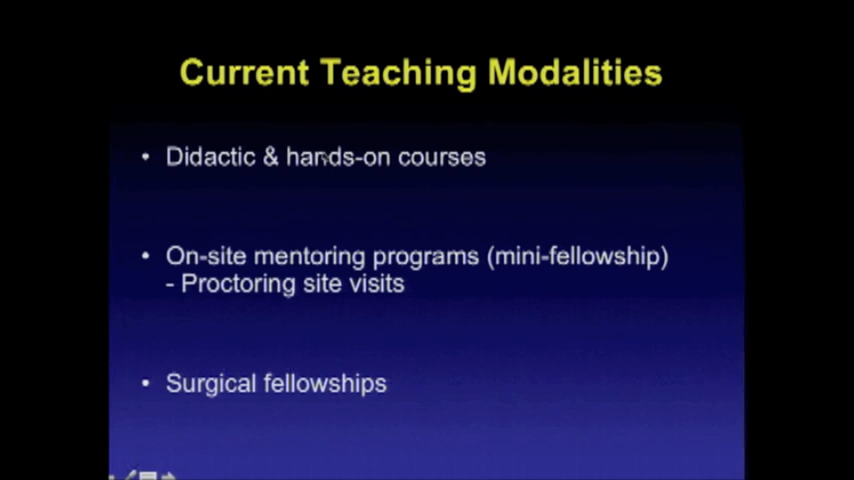 Current Teaching Modalities
• Didactic & hands-on courses
• On-site mentoring programs (mini-fellowship)
- Proctoring site visits
• Surgical fellowships